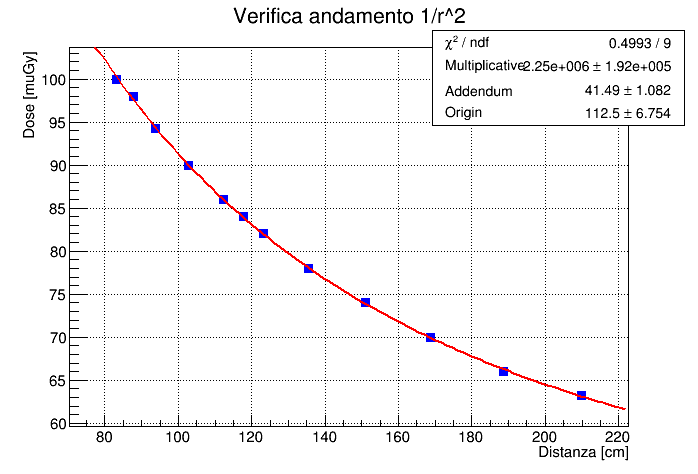 Verifica andamento 1/r^2
χ² / ndf 0.4993 / 9
Multiplicative 2.25e+006 ± 1.92e+005
Addendum 41.49 ± 1.082
Origin 112.5 ± 6.754
Dose [muGy]
100
95
90
85
80
75
70
65
60
80 100 120 140 160 180 200 220
Distanza [cm]